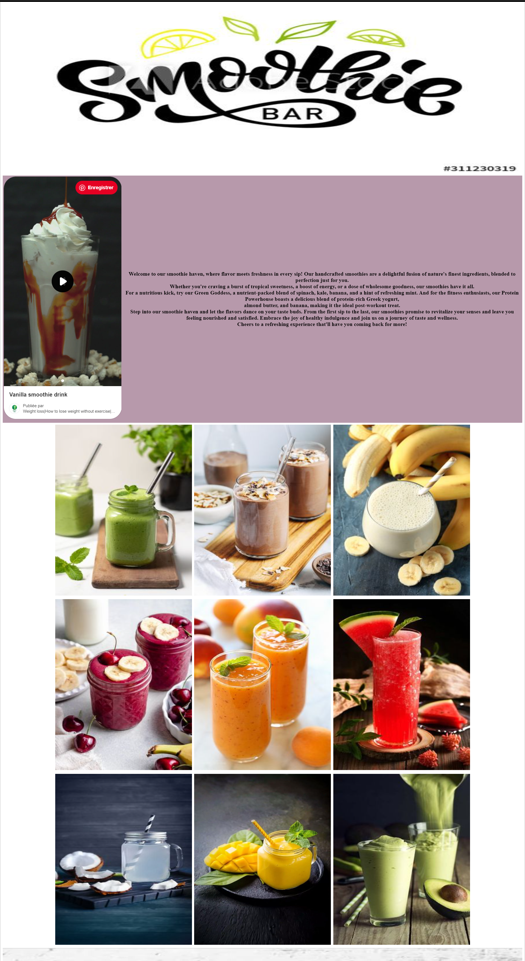 Smoothie
BAR
#311230319
Enregistrer
Welcome to our smoothie haven, where flavor meets freshness in every sip! Our handcrafted smoothies are a delightful fusion of nature's finest ingredients, blended to
perfection just for you.
Whether you're craving a burst of tropical sweetness, a boost of energy, or a dose of wholesome goodness, our smoothies have it all.
For a nutritious kick, try our Green Goddess, a nutrient-packed blend of spinach, kale, banana, and a hint of refreshing mint. And for the fitness enthusiasts, our Protein
Powerhouse boasts a delicious blend of protein-rich Greek yogurt,
almond butter, and banana, making it the ideal post-workout treat.
Step into our smoothie haven and let the flavors dance on your taste buds. From the first sip to the last, our smoothies promise to revitalize your senses and leave you
feeling nourished and satisfied. Embrace the joy of healthy indulgence and join us on a journey of taste and wellness.
Cheers to a refreshing experience that'll have you coming back for more!
Vanilla smoothie drink
Publiée par
Weight loss|How to lose weight without exercise|